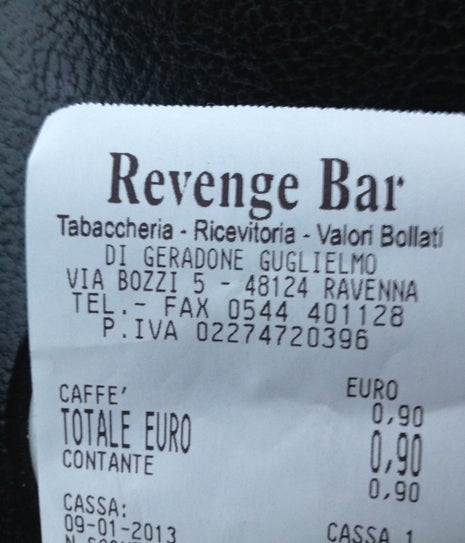 Revenge Bar
Tabaccheria - Ricevitoria - Valori Bollati
DI GERADONE GUGLIELMO
VIA BOZZI 5 - 48124 RAVENNA
TEL.- FAX 0544 401128
P.IVA 02274720396
EURO
CAFFE' 0,90
TOTALE EURO 0,90
CONTANTE 0,90
CASSA:
09-01-2013 CASSA 1